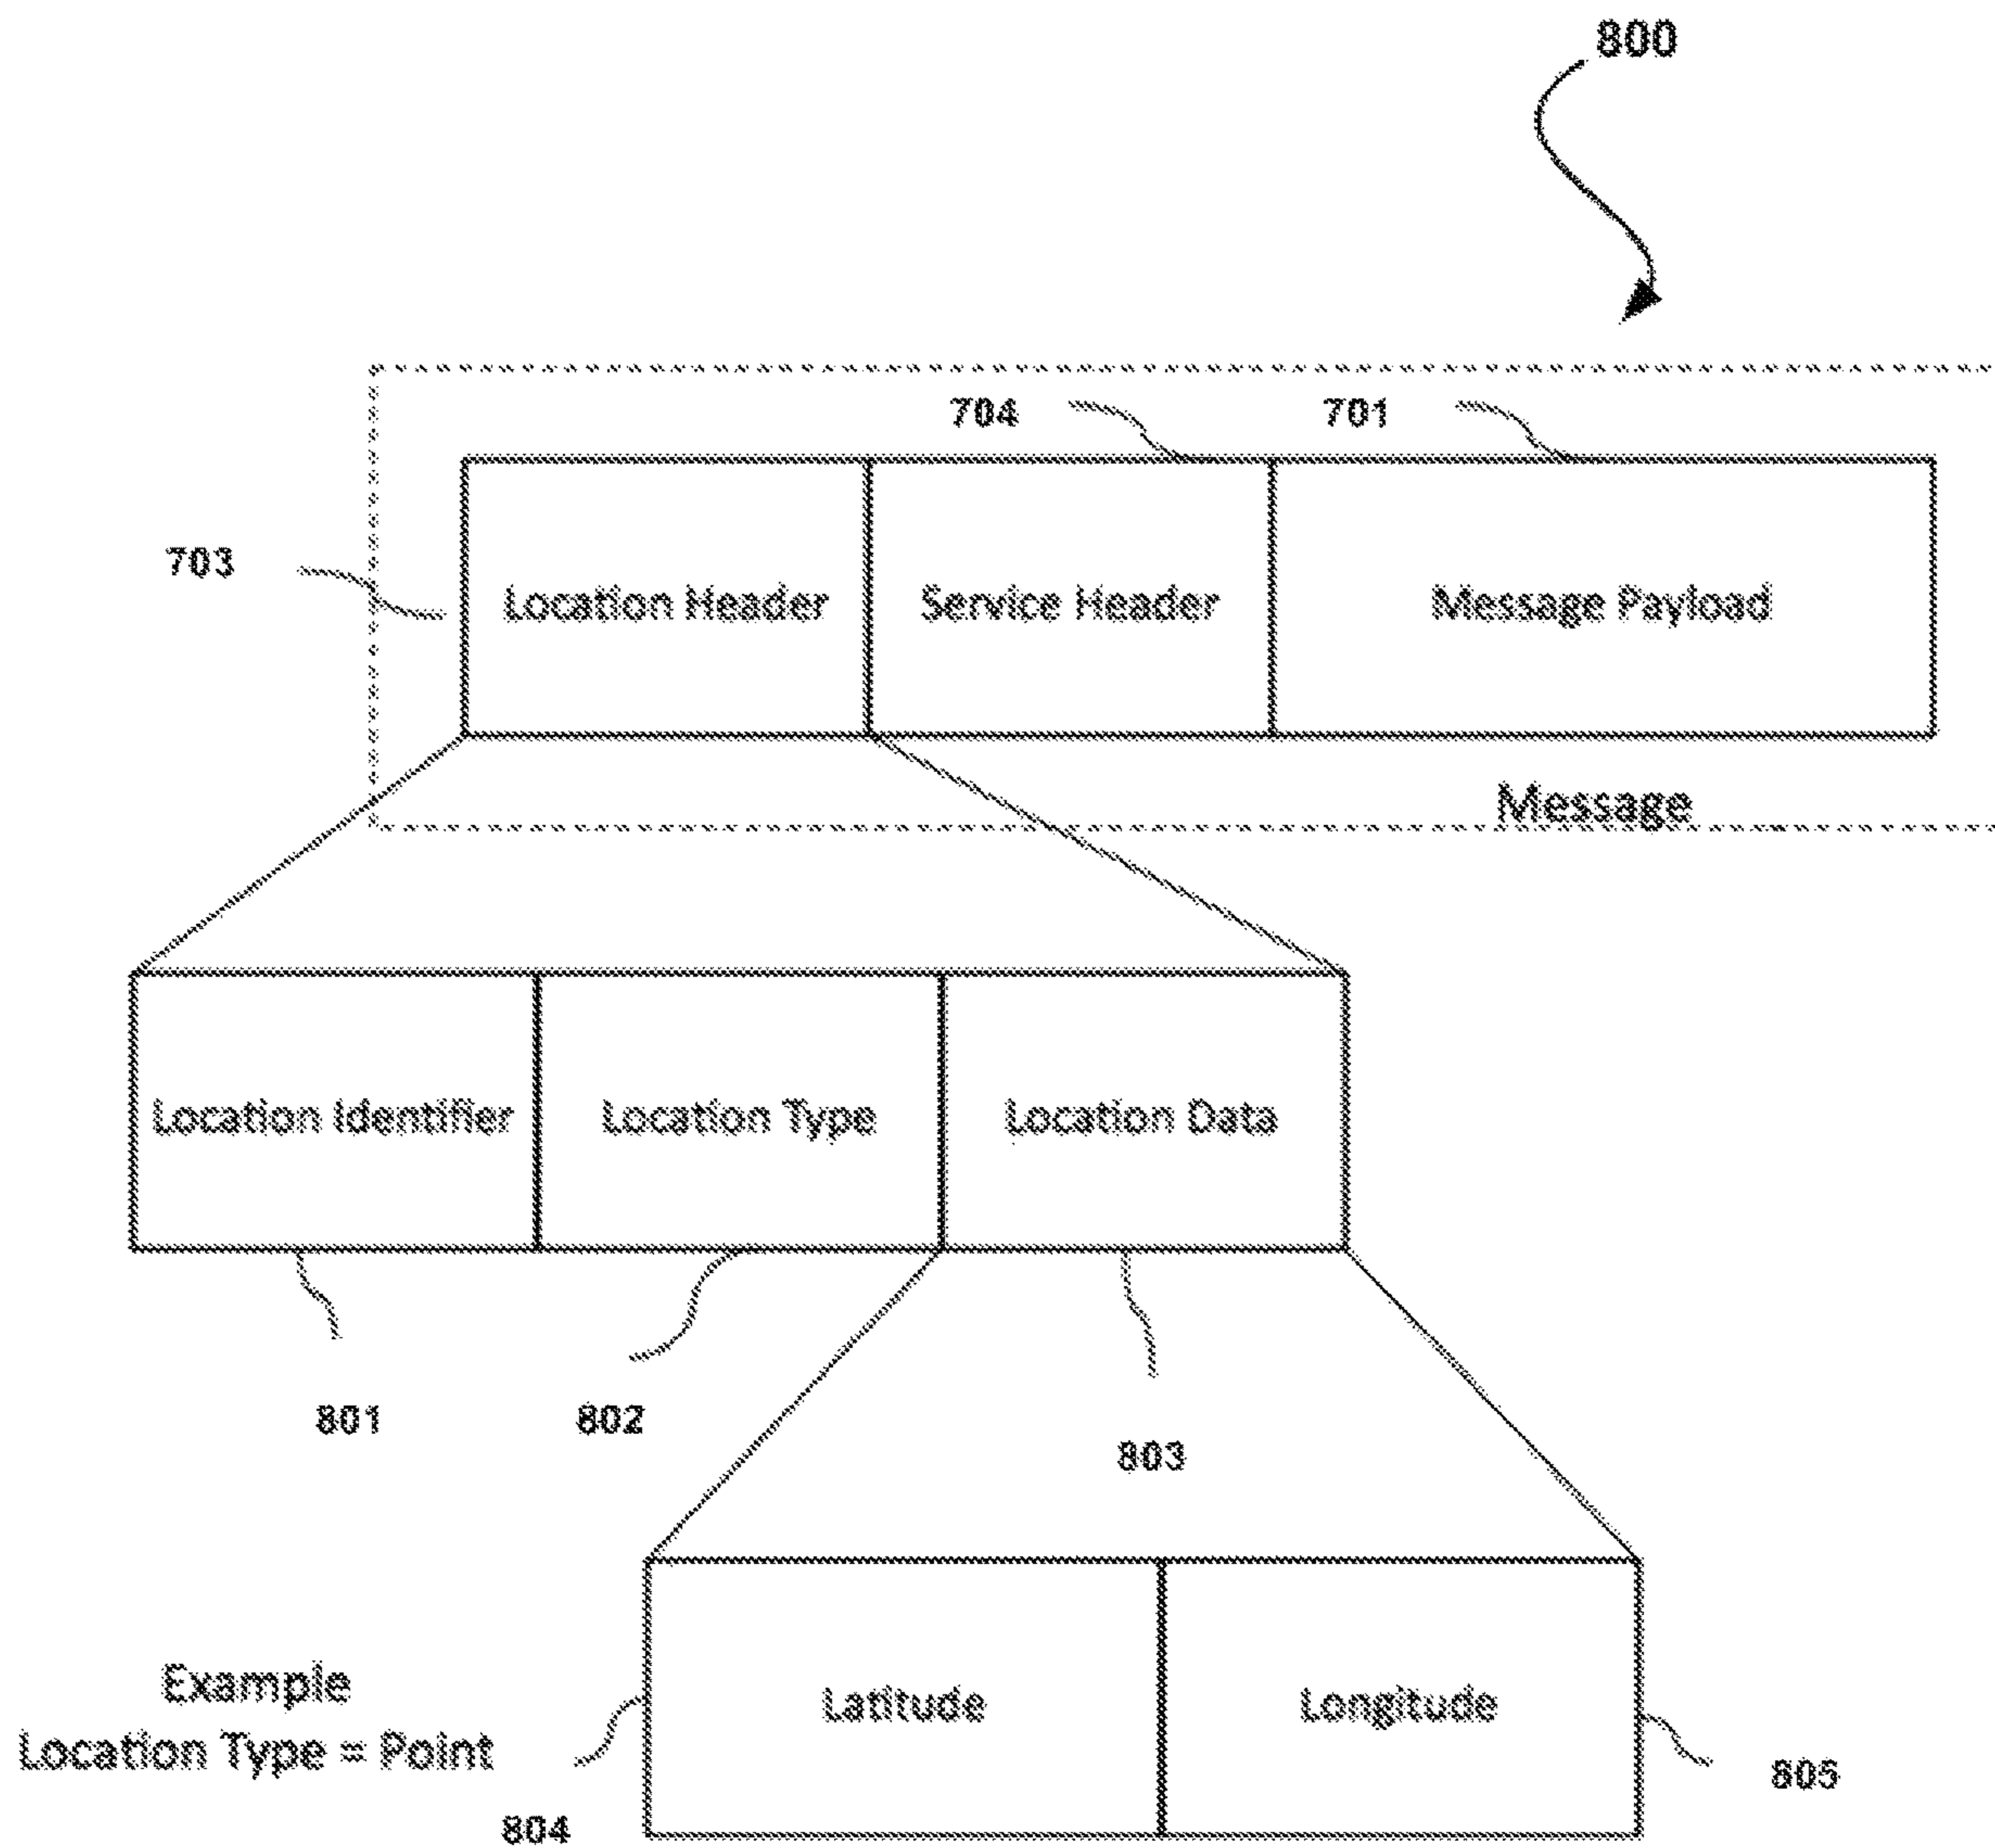 800
704
701
703
Location Header
Service Header
Message Payload
Message
Location Identifier
Location Type
Location Data
801
802
803
Example
Location Type = Point
Latitude
Longitude
804
805